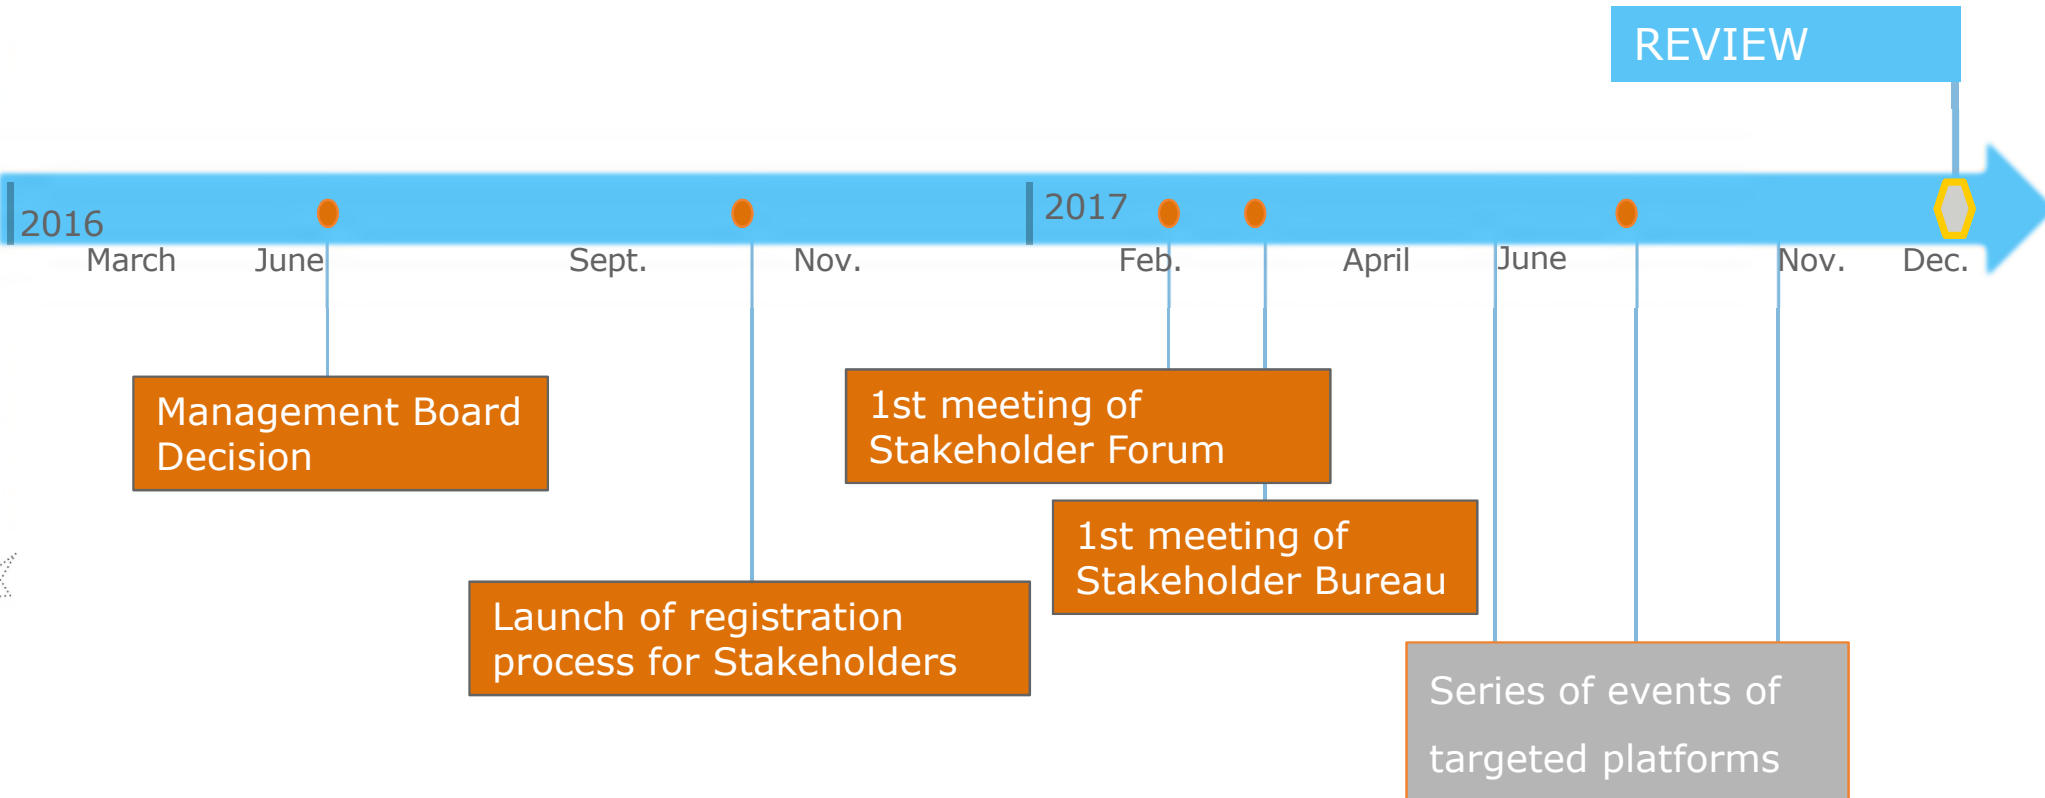 REVIEW
2016
2017
March
June
Sept.
Nov.
Feb.
April
June
Nov.
Dec.
Management Board
Decision
1st meeting of
Stakeholder Forum
1st meeting of
Stakeholder Bureau
Launch of registration
process for Stakeholders
Series of events of
targeted platforms